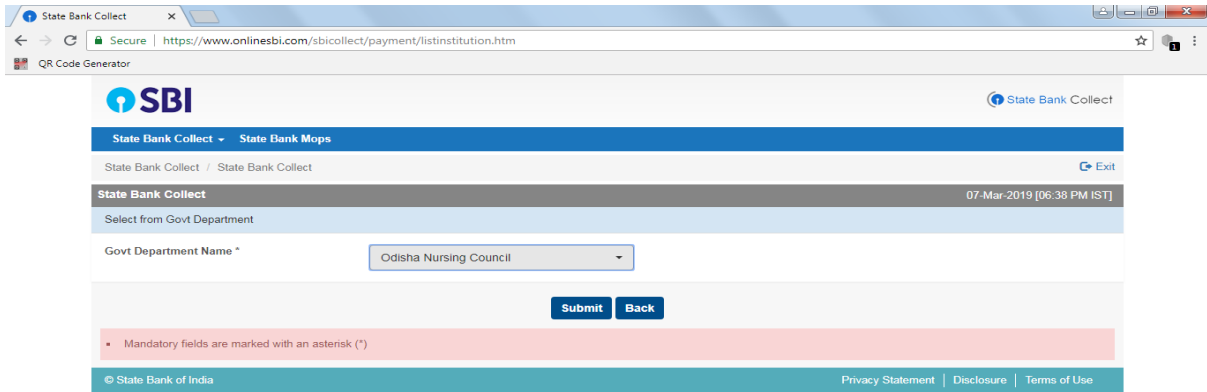 State Bank Collect
Secure | https://www.onlinesbi.com/sbicollect/payment/listinstitution.htm
1
QR Code Generator
SBI
State Bank Collect
State Bank Collect State Bank Mops
State Bank Collect / State Bank Collect Exit
State Bank Collect 07-Mar-2019 [06:38 PM IST]
Select from Govt Department
Govt Department Name * Odisha Nursing Council
Submit Back
▪ Mandatory fields are marked with an asterisk (*)
© State Bank of India Privacy Statement | Disclosure | Terms of Use